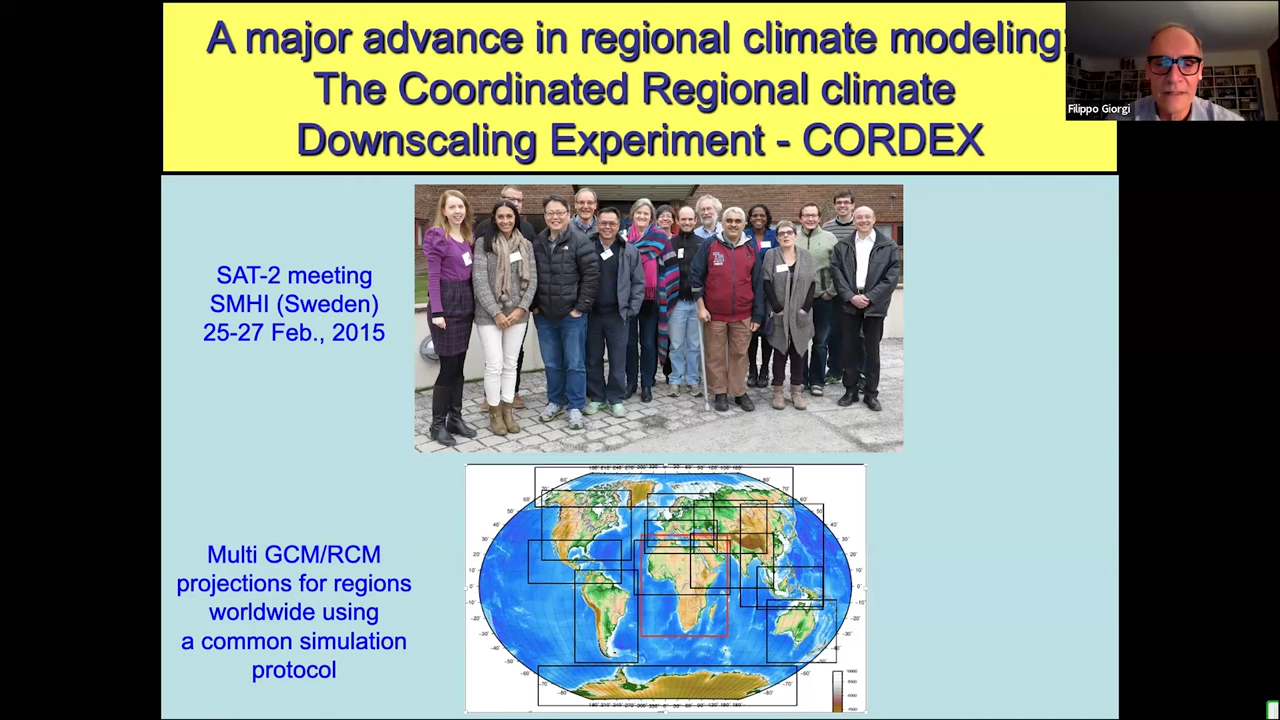 A major advance in regional climate modeling:
The Coordinated Regional climate
Downscaling Experiment - CORDEX
Filippo Giorgi
SAT-2 meeting
SMHI (Sweden)
25-27 Feb., 2015
Multi GCM/RCM
projections for regions
worldwide using
a common simulation
protocol